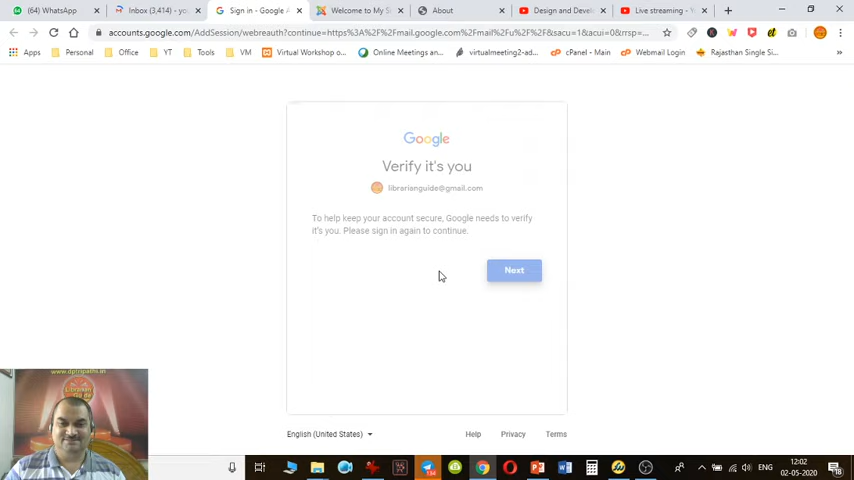 (64) WhatsApp
Inbox (3,414) - you
Sign in - Google A
Welcome to My S
About
Design and Devel
Live streaming - Y
accounts.google.com/AddSession/webreauth?continue=https%3A%2F%2Fmail.google.com%2Fmail%2Fu%2F%2F&sacu=1&acui=0&rrsp=...
Apps
Personal
Office
YT
Tools
VM
Virtual Workshop o...
Online Meetings an...
virtualmeeting2-ad...
cPanel - Main
Webmail Login
Rajasthan Single Si...
Google
Verify it's you
librarianguide@gmail.com
To help keep your account secure, Google needs to verify
it's you. Please sign in again to continue.
Next
www.dptripathi.in
Librarian
Guide
English (United States)
Help
Privacy
Terms
ENG
12:02
02-05-2020
18